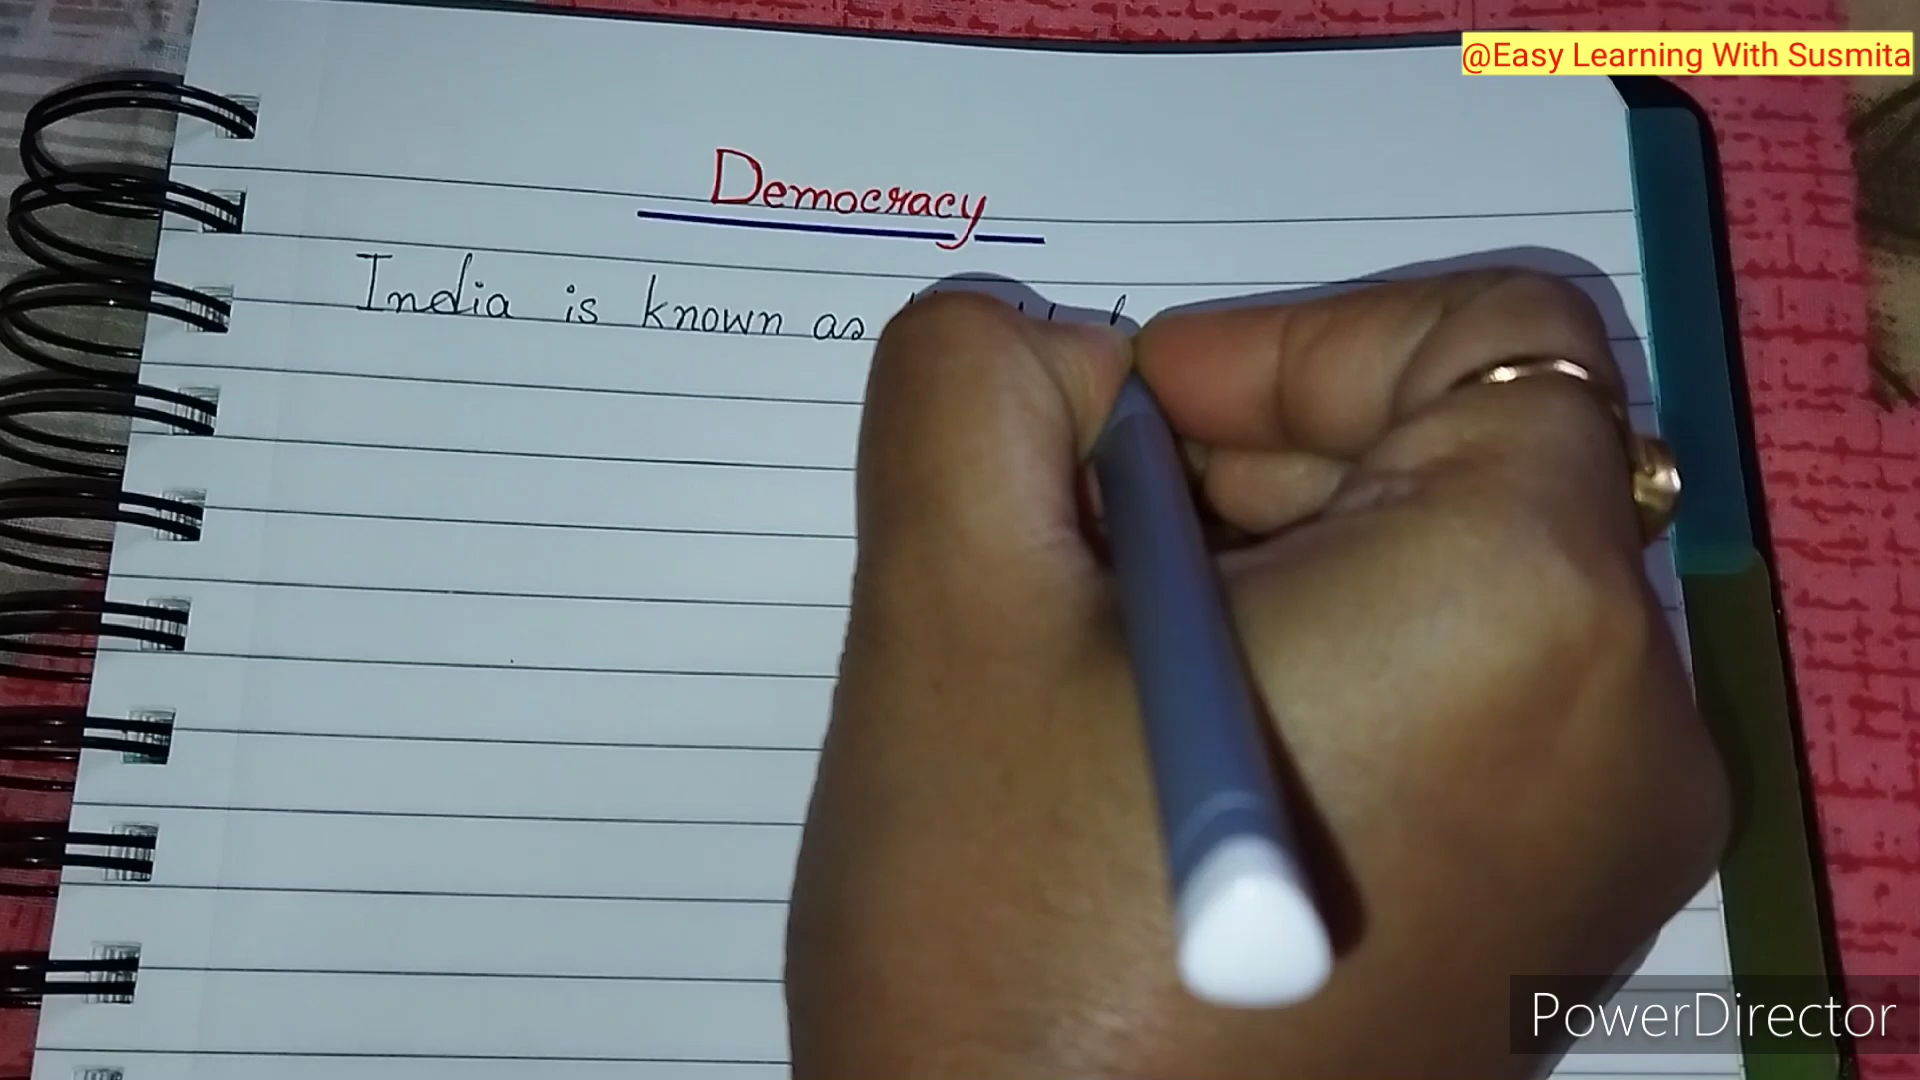 @Easy Learning With Susmita
Democracy
India is known as
PowerDirector